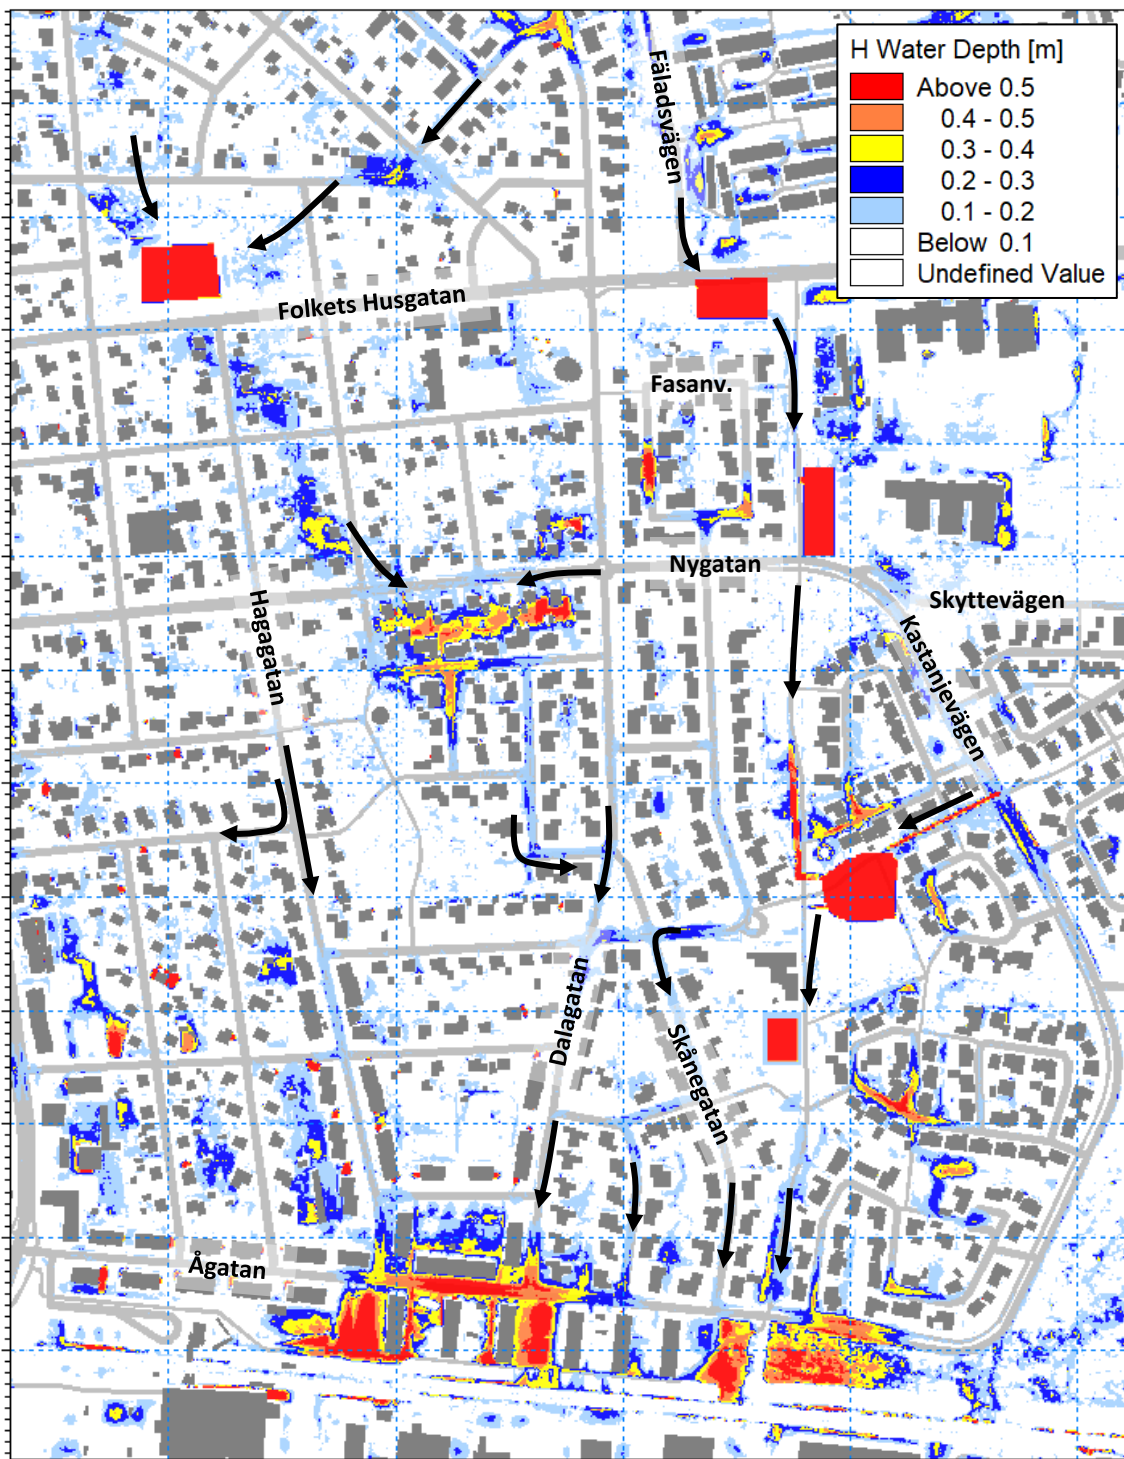 H Water Depth [m]
Above 0.5
0.4 - 0.5
0.3 - 0.4
0.2 - 0.3
0.1 - 0.2
Below 0.1
Undefined Value
Fäladsvägen
Folkets Husgatan
Fasanv.
Nygatan
Skyttevägen
Hagagatan
Kastanjevägen
Dalagatan
Skånegatan
Ågatan